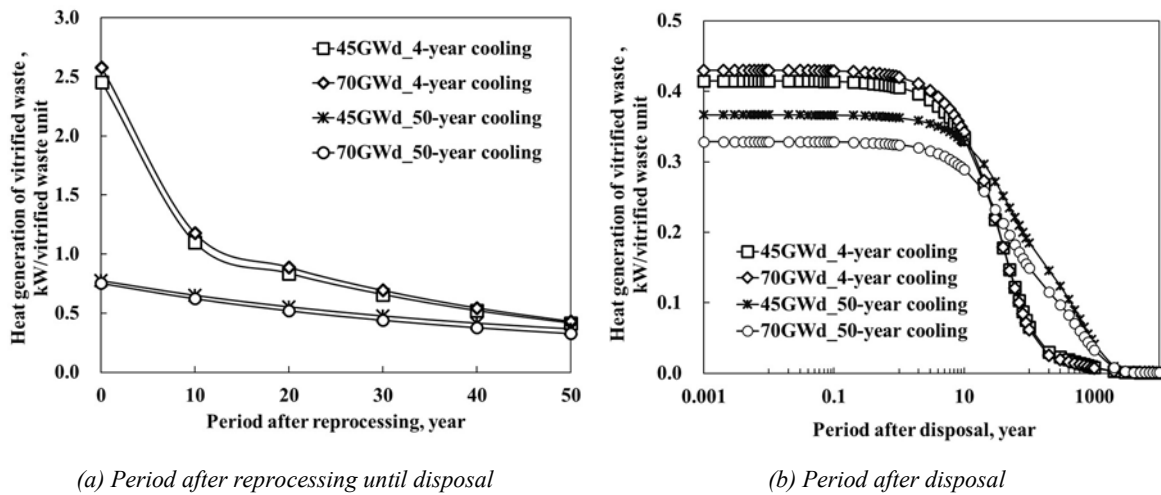 Heat generation of vitrified waste ,
kW/vitrified waste unit
3.0
2.5
2.0
1.5
1.0
0.5
0.0
45GWd_4-year cooling
70GWd_4-year cooling
45GWd_50-year cooling
70GWd_50-year cooling
0 10 20 30 40 50
Period after reprocessing, year
(a) Period after reprocessing until disposal
Heat generation of vitrified waste ,
kW/vitrified waste unit
0.5
0.4
0.3
0.2
0.1
0.0
45GWd_4-year cooling
70GWd_4-year cooling
45GWd_50-year cooling
70GWd_50-year cooling
0.001 0.1 10 1000
Period after disposal, year
(b) Period after disposal